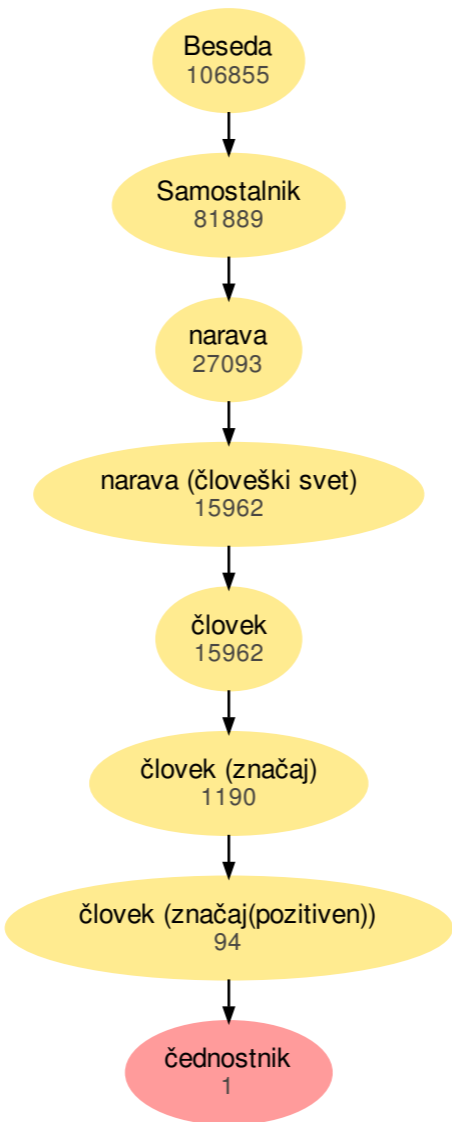 Beseda
106855
Samostalnik
81889
narava
27093
narava (človeški svet)
15962
človek
15962
človek (značaj)
1190
človek (značaj(pozitiven))
94
čednostnik
1